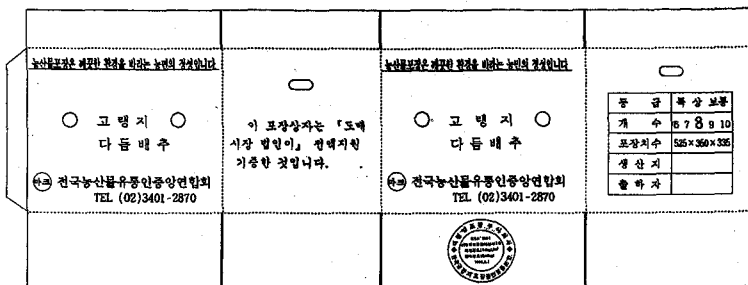 농산물포장은 깨끗한 환경을 바라는 농민의 정성입니다
고 랭 지
다 듬 배 추
마크 전국농산물유통인중앙연합회
TEL (02)3401-2870
이 포장상자는 『도매
시장 법인이』 전액지원
기증한 것입니다.
농산물포장은 깨끗한 환경을 바라는 농민의 정성입니다
고 랭 지
다 듬 배 추
마크 전국농산물유통인중앙연합회
TEL (02)3401-2870
등 급 특 상 보통
개 수 6 7 8 9 10
포장치수 525×360×335
생 산 지
출 하 자